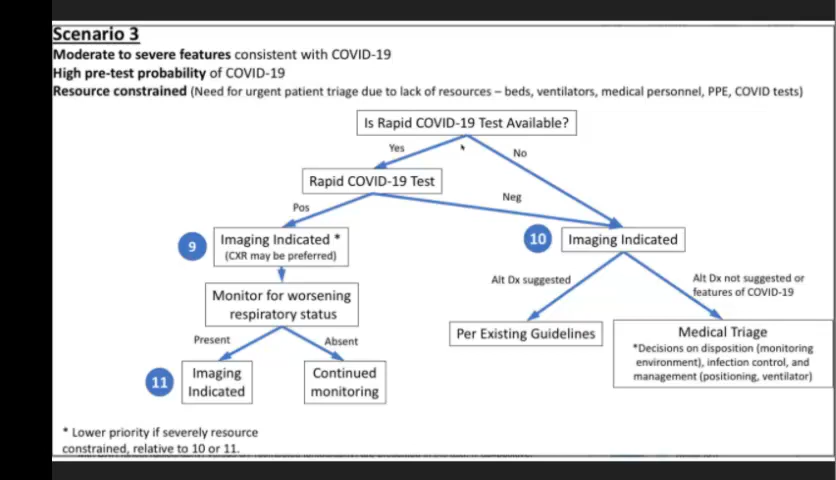 Scenario 3
Moderate to severe features consistent with COVID-19
High pre-test probability of COVID-19
Resource constrained (Need for urgent patient triage due to lack of resources – beds, ventilators, medical personnel, PPE, COVID tests)
Is Rapid COVID-19 Test Available?
Yes
No
Rapid COVID-19 Test
Pos
Neg
9
Imaging Indicated *
(CXR may be preferred)
10
Imaging Indicated
Monitor for worsening
respiratory status
Alt Dx suggested
Alt Dx not suggested or
features of COVID-19
Present
Absent
Per Existing Guidelines
Medical Triage
*Decisions on disposition (monitoring
environment), infection control, and
management (positioning, ventilator)
11
Imaging
Indicated
Continued
monitoring
* Lower priority if severely resource
constrained, relative to 10 or 11.